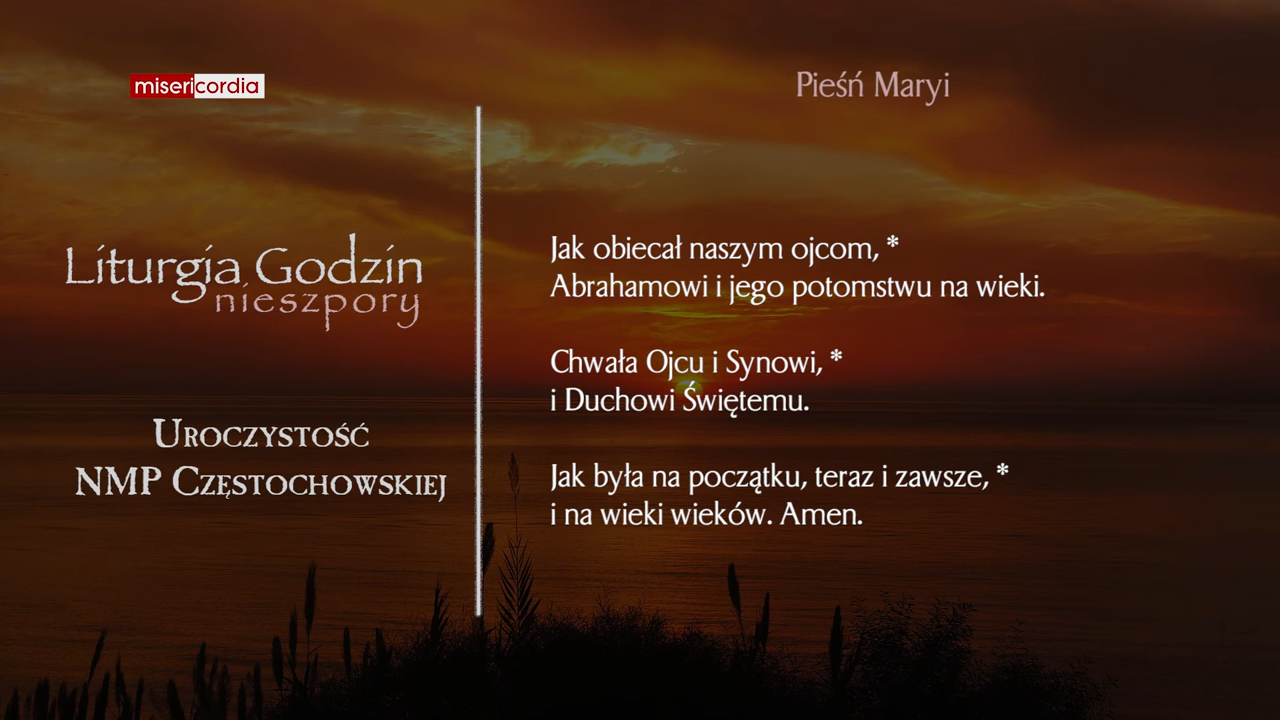 misericordia
Pieśń Maryi
Liturgia Godzin
nieszpory
Uroczystość
NMP Częstochowskiej
Jak obiecał naszym ojcom, *
Abrahamowi i jego potomstwu na wieki.
Chwała Ojcu i Synowi, *
i Duchowi Świętemu.
Jak była na początku, teraz i zawsze, *
i na wieki wieków. Amen.